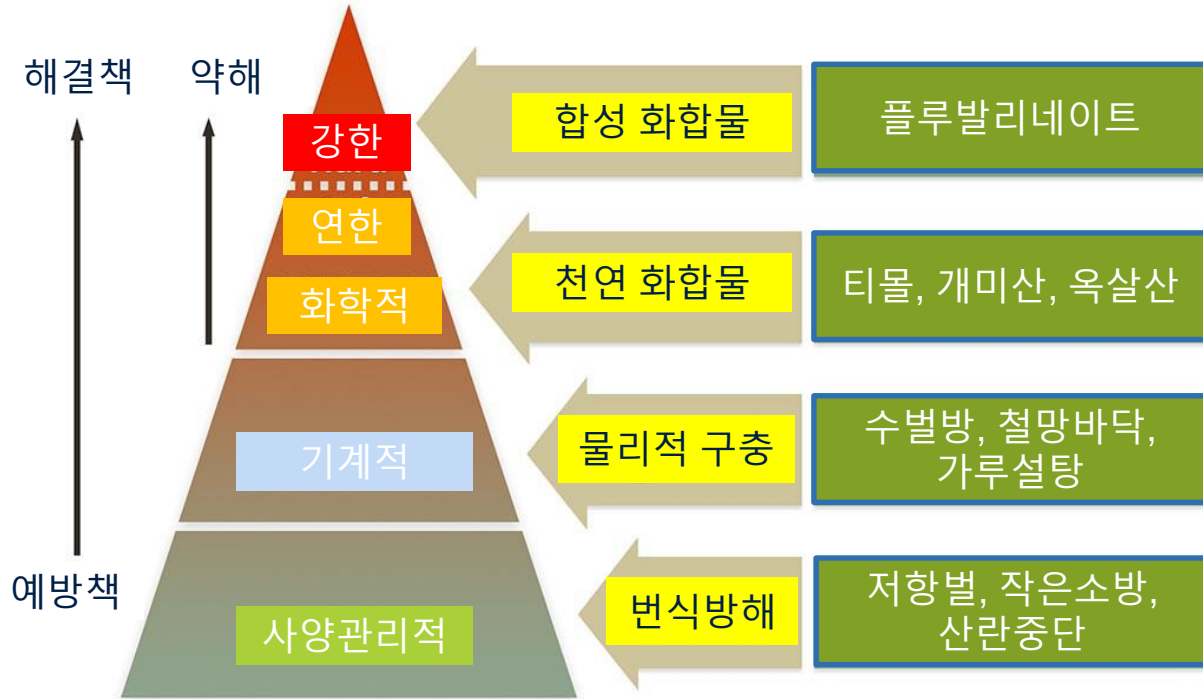 해결책
약해
강한
합성 화합물
플루발리네이트
연한
화학적
천연 화합물
티몰, 개미산, 옥살산
기계적
물리적 구충
수벌방, 철망바닥,
가루설탕
예방책
사양관리적
번식방해
저항벌, 작은소방,
산란중단